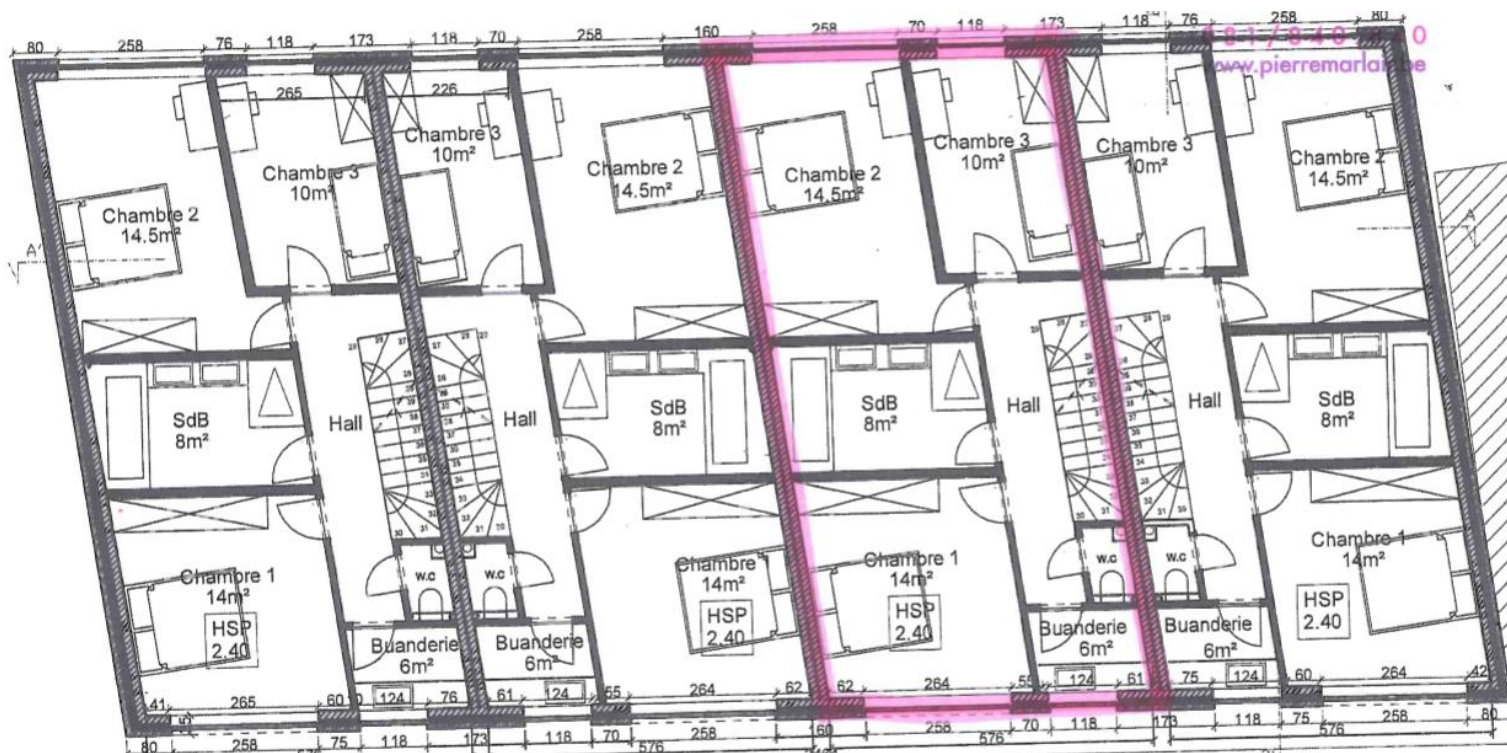 80 258 76 118 173 118 70 258 160 258 70 118 173 118 76 258 80
www.pierremarlai
265 226
Chambre 2
14.5m²
Chambre 3
10m²
Chambre 3
10m²
Chambre 2
14.5m²
Chambre 2
14.5m²
Chambre 3
10m²
Chambre 3
10m²
Chambre 2
14.5m²
A'
A
SdB
8m²
Hall
Hall
SdB
8m²
SdB
8m²
Hall
Hall
SdB
8m²
Chambre 1
14m²
HSP
2.40
w.c
w.c
Buanderie
6m²
Buanderie
6m²
Chambre 1
14m²
HSP
2.40
Chambre 1
14m²
HSP
2.40
w.c
w.c
Buanderie
6m²
Buanderie
6m²
Chambre 1
14m²
HSP
2.40
41 265 60 124 76 61 124 55 264 62 62 264 55 124 61 75 124 60 264 42
80 258 75 118 173 118 70 258 60 258 70 118 173 118 75 258 80
576 576 576